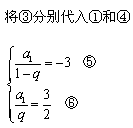 将③分别代入①和④
a₁/(1-q) = -3 ⑤
a₁/q = 3/2 ⑥